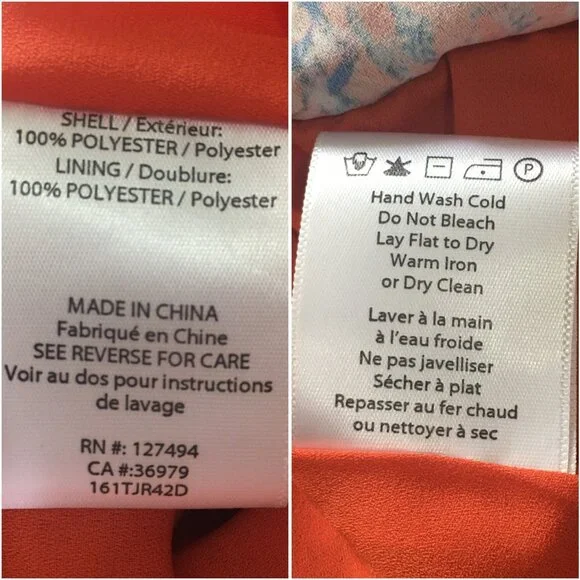 SHELL / Extérieur:
100% POLYESTER / Polyester
LINING / Doublure:
100% POLYESTER / Polyester
MADE IN CHINA
Fabriqué en Chine
SEE REVERSE FOR CARE
Voir au dos pour instructions
de lavage
RN #: 127494
CA #:36979
161TJR42D
P
Hand Wash Cold
Do Not Bleach
Lay Flat to Dry
Warm Iron
or Dry Clean
Laver à la main
à l'eau froide
Ne pas javelliser
Sécher à plat
Repasser au fer chaud
ou nettoyer à sec